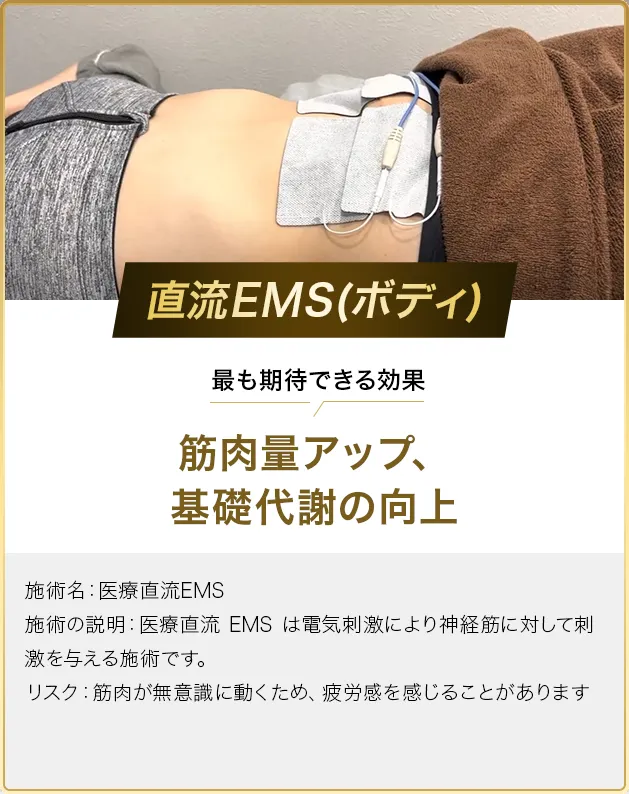 直流EMS(ボディ)
最も期待できる効果
筋肉量アップ、
基礎代謝の向上
施術名：医療直流EMS
施術の説明：医療直流 EMS は電気刺激により神経筋に対して刺
激を与える施術です。
リスク：筋肉が無意識に動くため、疲労感を感じることがあります